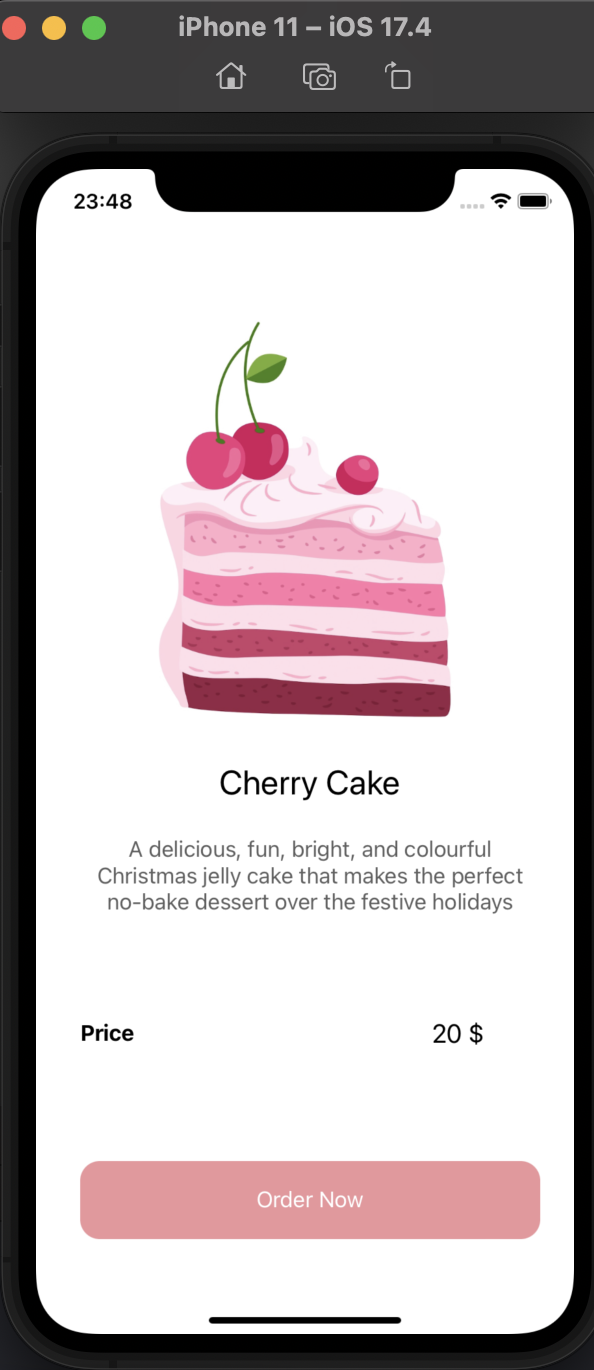 iPhone 11 – iOS 17.4
23:48
Cherry Cake
A delicious, fun, bright, and colourful
Christmas jelly cake that makes the perfect
no-bake dessert over the festive holidays
Price 20 $
Order Now